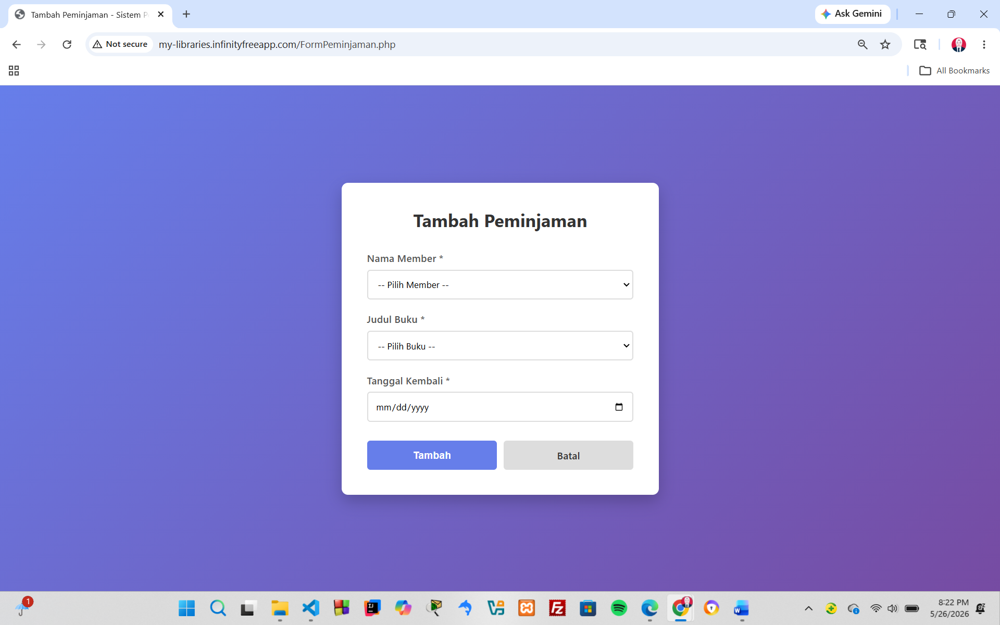 Tambah Peminjaman - Sistem P
Ask Gemini
Not secure
my-libraries.infinityfreeapp.com/FormPeminjaman.php
All Bookmarks
Tambah Peminjaman
Nama Member *
-- Pilih Member --
Judul Buku *
-- Pilih Buku --
Tanggal Kembali *
mm/dd/yyyy
Tambah
Batal
1
8:22 PM
5/26/2026